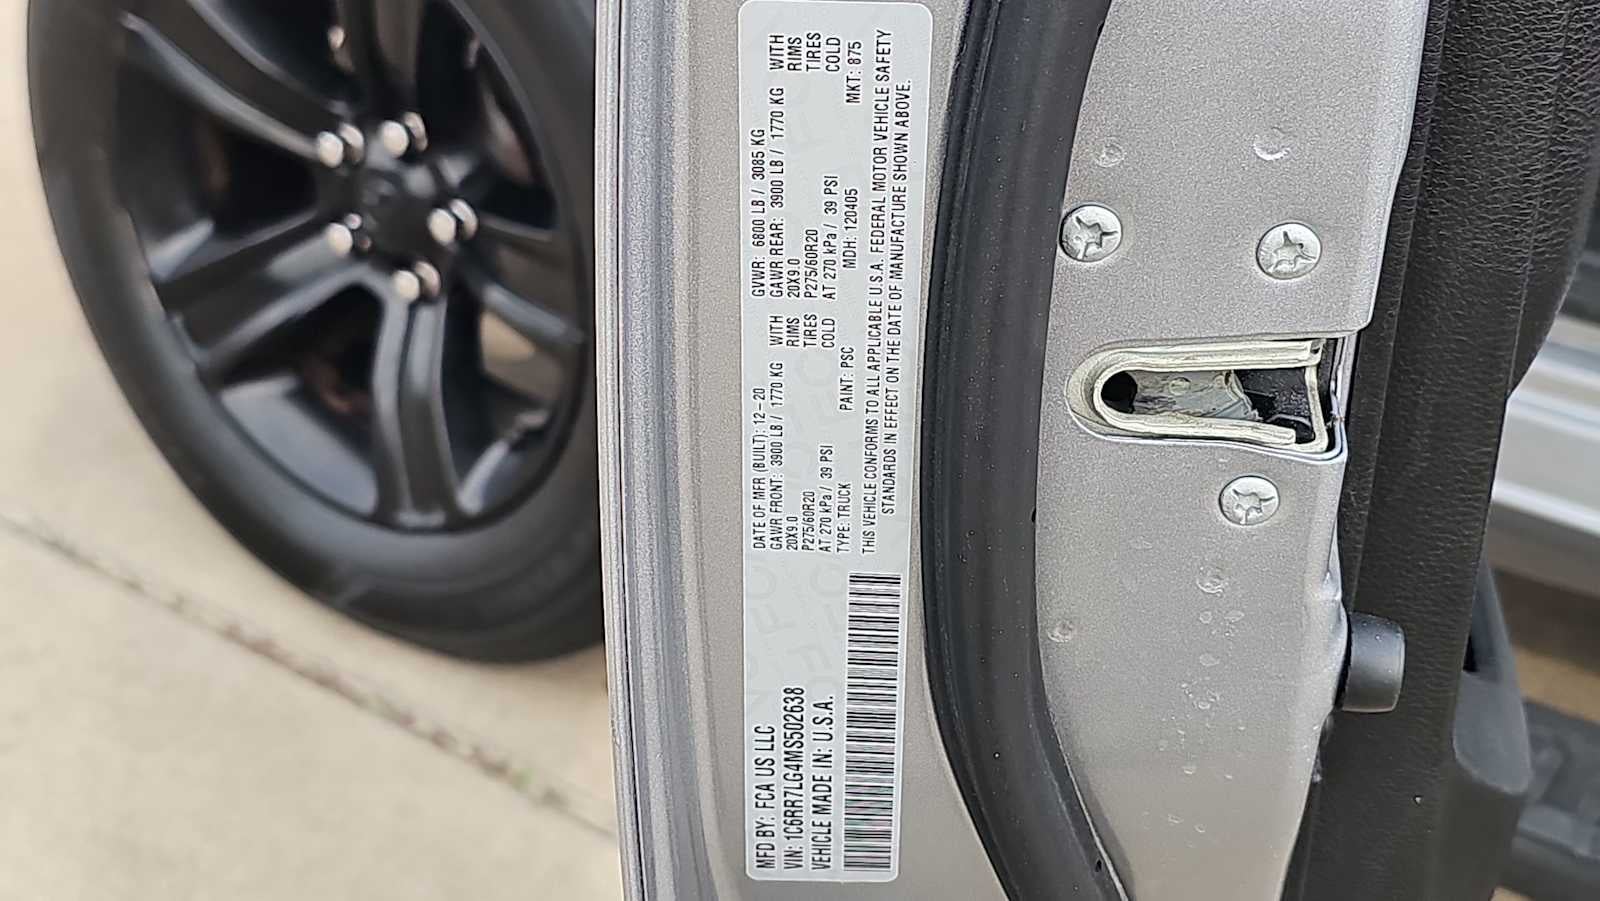 MFD BY: FCA US LLC
VIN: 1C6RR7LG4MS502638
VEHICLE MADE IN: U.S.A.
DATE OF MFR (BUILT): 12-20 GVWR: 6800 LB / 3085 KG
GAWR FRONT: 3900 LB / 1770 KG WITH GAWR REAR: 3900 LB / 1770 KG WITH
20X9.0 RIMS 20X9.0 RIMS
P275/60R20 TIRES P275/60R20 TIRES
AT 270 kPa / 39 PSI COLD AT 270 kPa / 39 PSI COLD
TYPE: TRUCK PAINT: PSC MDH: 120405 MKT: 875
THIS VEHICLE CONFORMS TO ALL APPLICABLE U.S.A. FEDERAL MOTOR VEHICLE SAFETY
STANDARDS IN EFFECT ON THE DATE OF MANUFACTURE SHOWN ABOVE.